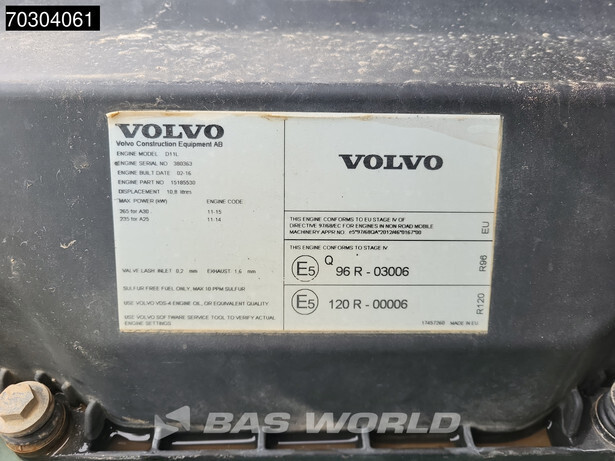 70304061
VOLVO
Volvo Construction Equipment AB
ENGINE MODEL D11L
ENGINE SERIAL NO 380363
ENGINE BUILT DATE 02-16
ENGINE PART NO 15185530
DISPLACEMENT 10.8 litres
MAX POWER (kW) ENGINE CODE:
265 for A30 11-15
235 for A25 11-14
VALVE LASH INLET 0.2 mm EXHAUST 1.6 mm
SULFUR FREE FUEL ONLY, MAX 10 PPM SULFUR
USE VOLVO VDS-4 ENGINE OIL, OR EQUIVALENT QUALITY
USE VOLVO SOFTWARE SERVICE TOOL TO VERIFY ACTUAL
ENGINE SETTINGS
VOLVO
THIS ENGINE CONFORMS TO EU STAGE IV OF
DIRECTIVE 97/68/EC FOR ENGINES IN NON ROAD MOBILE
MACHINERY, APPR NO.
EU
THIS ENGINE CONFORMS TO STAGE IV
E5 Q 96 R - 03006
R96
E5 120 R - 00006
R120
17457360 MADE IN EU
BAS WORLD